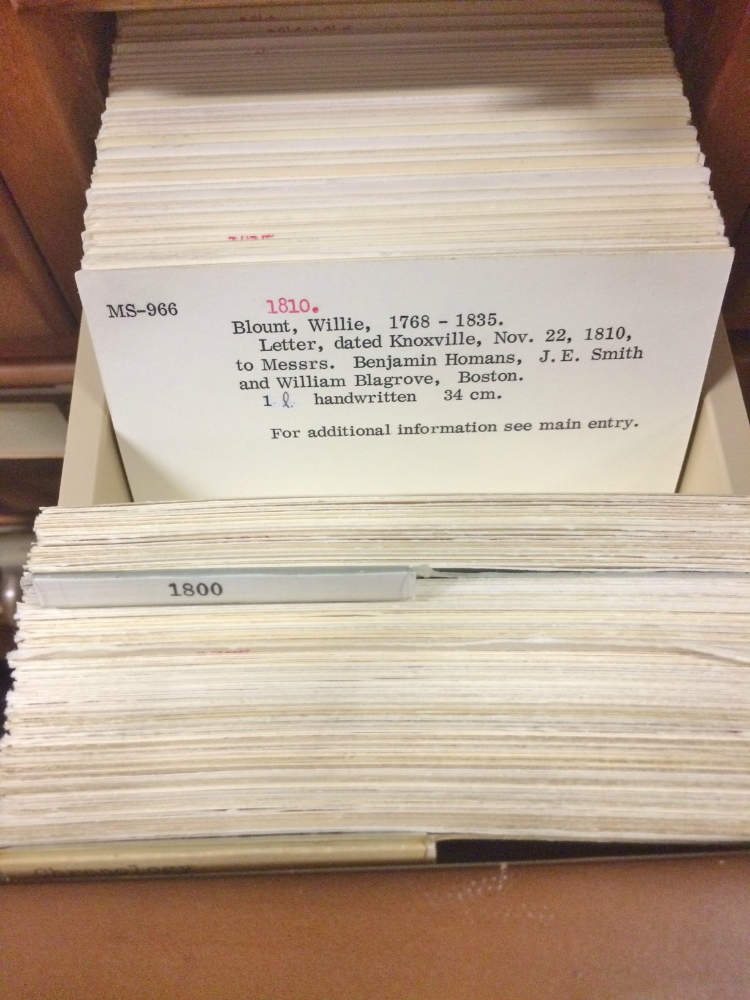 MS-966 1810.
Blount, Willie, 1768 - 1835.
Letter, dated Knoxville, Nov. 22, 1810,
to Messrs. Benjamin Homans, J. E. Smith
and William Blagrove, Boston.
1 l. handwritten 34 cm.
For additional information see main entry.
1800